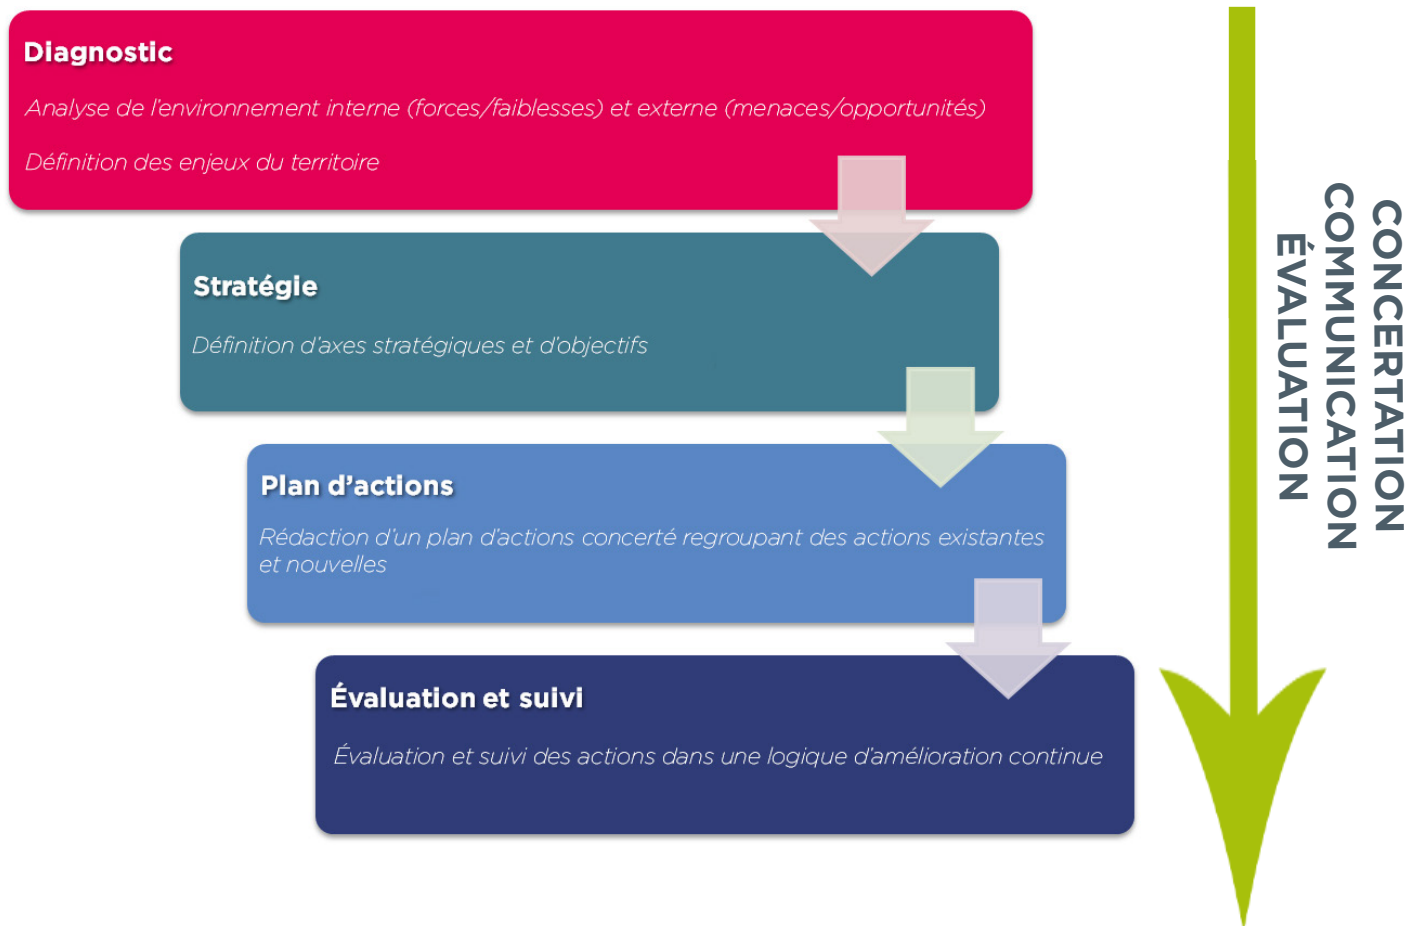 Diagnostic
Analyse de l'environnement interne (forces/faiblesses) et externe (menaces/opportunités)
Définition des enjeux du territoire
Stratégie
Définition d'axes stratégiques et d'objectifs
Plan d'actions
Rédaction d'un plan d'actions concerté regroupant des actions existantes
et nouvelles
Évaluation et suivi
Évaluation et suivi des actions dans une logique d'amélioration continue
CONCERTATION
COMMUNICATION
ÉVALUATION